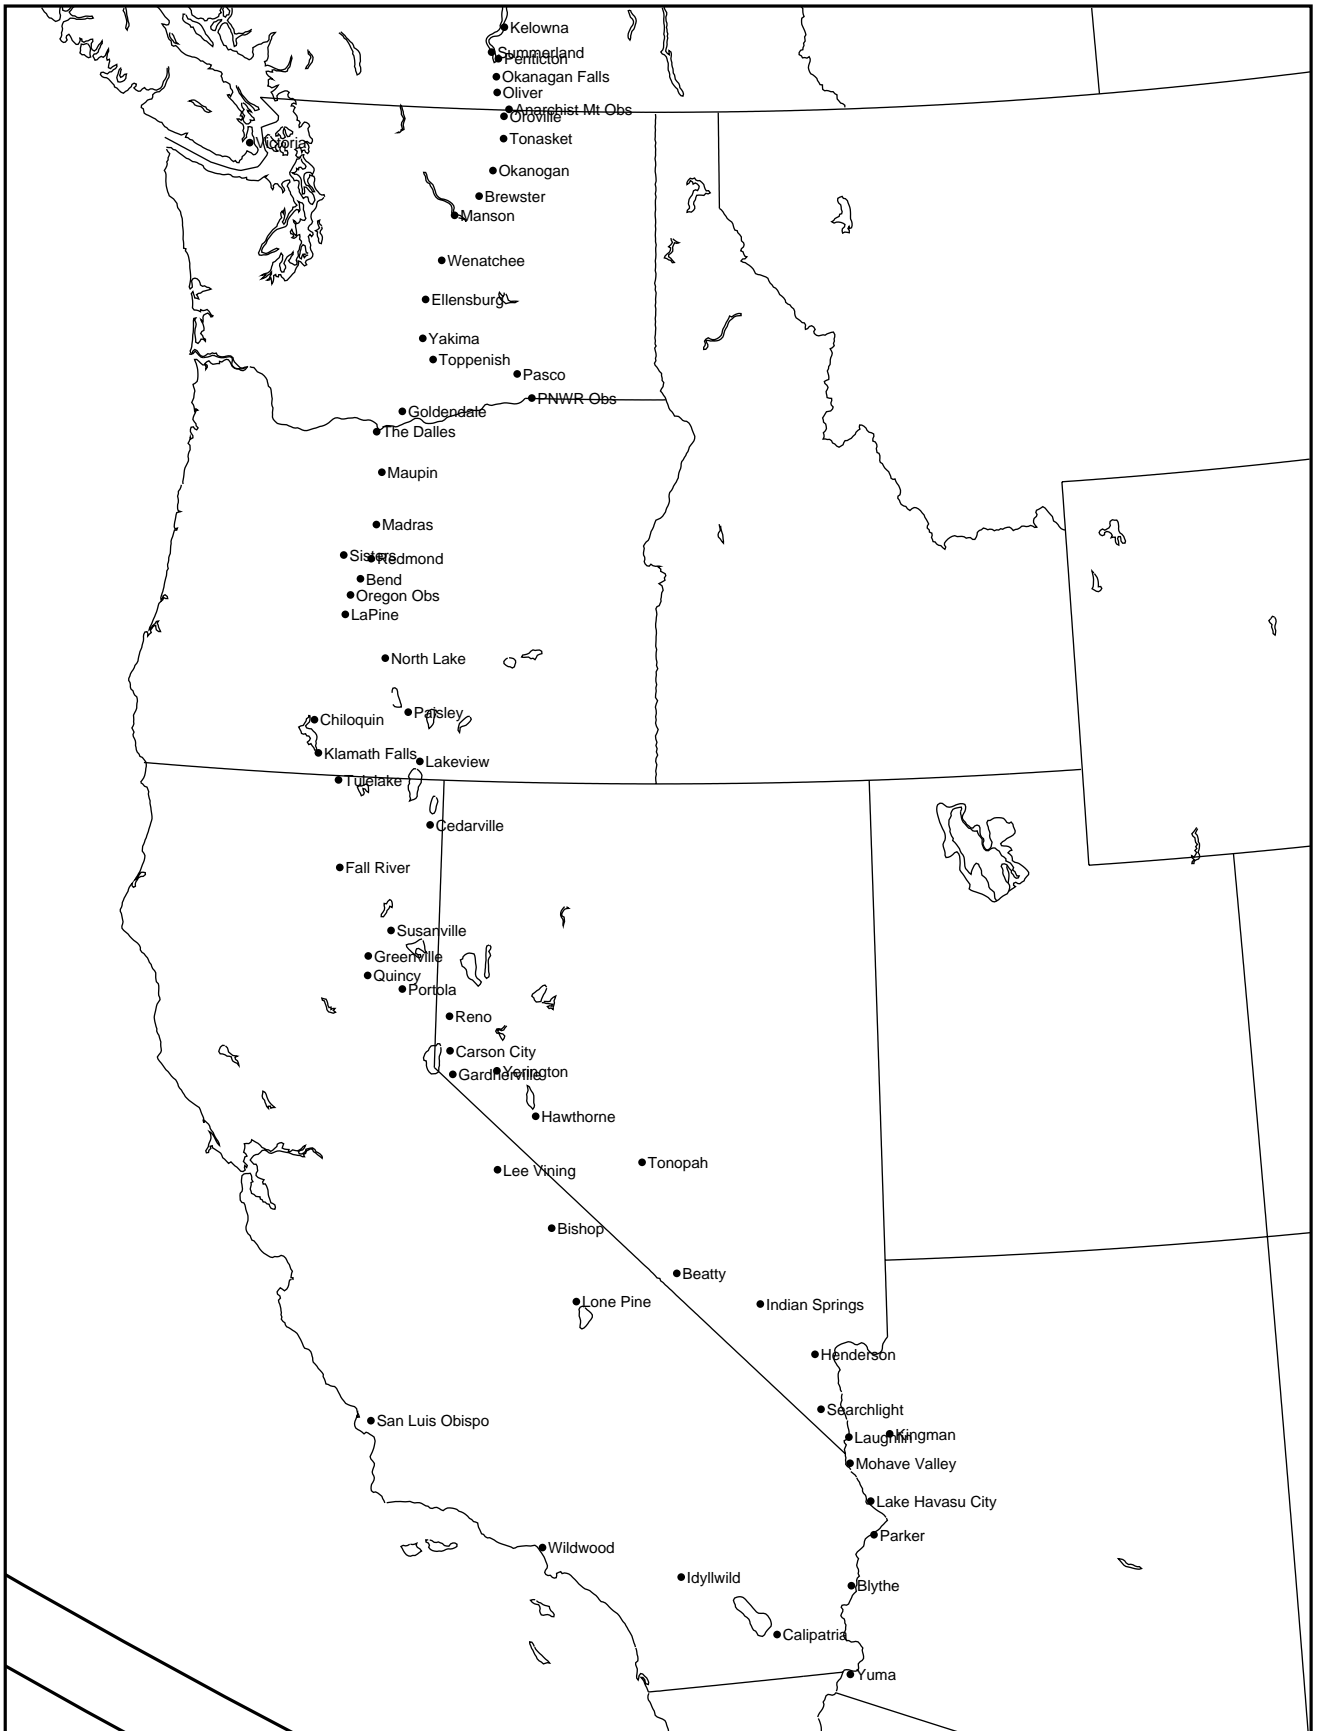 Kelowna
Summerland
Penticton
Okanagan Falls
Oliver
Anarchist Mt Obs
Oroville
Tonasket
Victoria
Okanogan
Brewster
Manson
Wenatchee
Ellensburg
Yakima
Toppenish
Pasco
PNWR Obs
Goldendale
The Dalles
Maupin
Madras
Sisters
Redmond
Bend
Oregon Obs
LaPine
North Lake
Paisley
Chiloquin
Klamath Falls
Lakeview
Tulelake
Cedarville
Fall River
Susanville
Greenville
Quincy
Portola
Reno
Carson City
Yerington
Gardnerville
Hawthorne
Tonopah
Lee Vining
Bishop
Beatty
Lone Pine
Indian Springs
Henderson
Searchlight
San Luis Obispo
Kingman
Laughlin
Mohave Valley
Lake Havasu City
Parker
Wildwood
Idyllwild
Blythe
Calipatria
Yuma